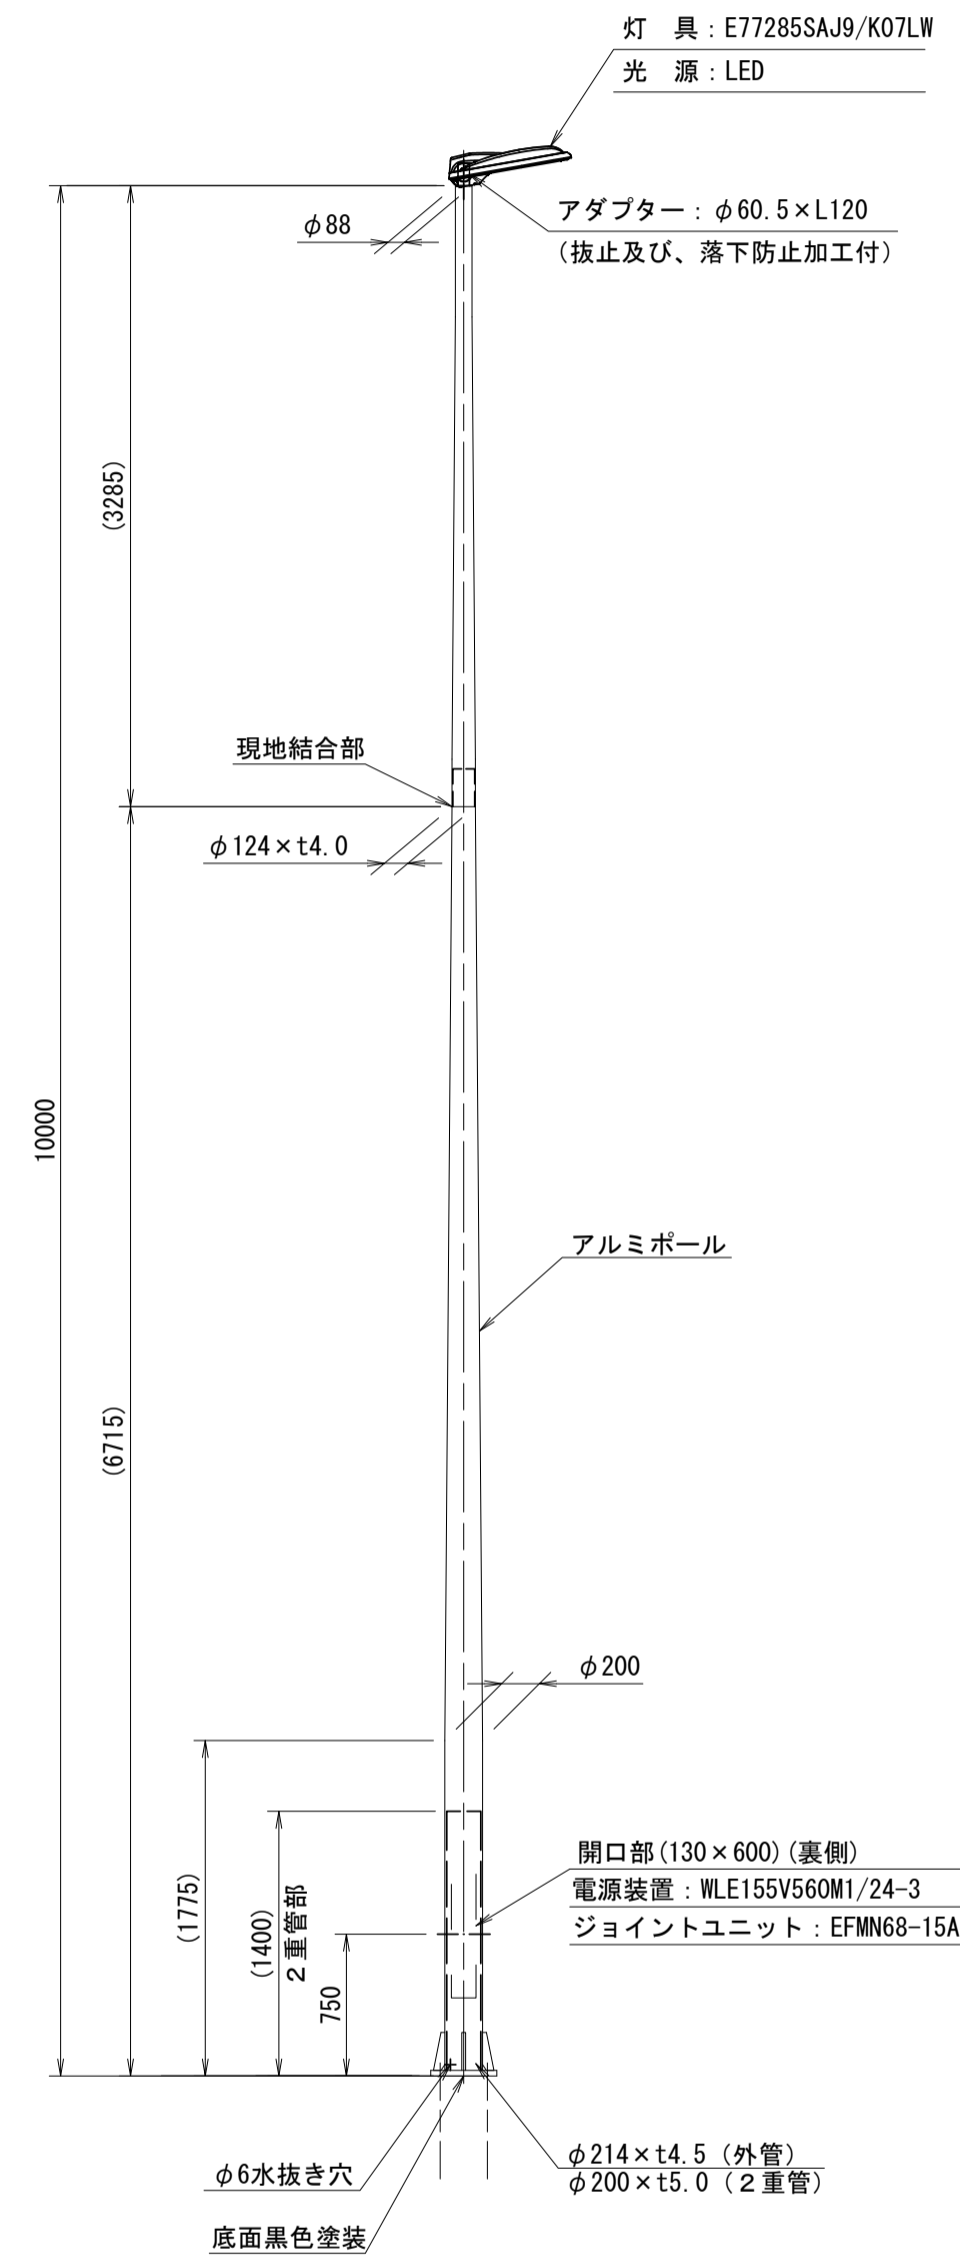 灯　具：E77285SAJ9/K07LW
光　源：LED
アダプター：φ60.5×L120
(抜止及び、落下防止加工付)
φ88
(3285)
現地結合部
φ124×t4.0
10000
アルミポール
(6715)
φ200
開口部(130×600)(裏側)
電源装置：WLE155V560M1/24-3
ジョイントユニット：EFMN68-15A
(1775)
(1400)
２重管部
750
φ214×t4.5（外管）
φ200×t5.0（２重管）
φ6水抜き穴
底面黒色塗装